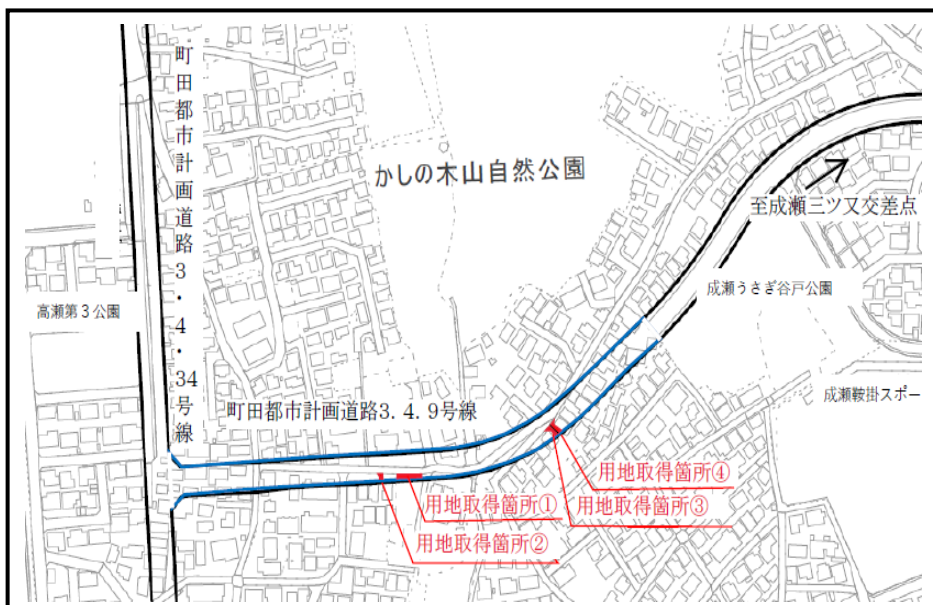 町田都市計画道路3・4・34号線
かしの木山自然公園
至成瀬三ツ又交差点
成瀬うさぎ谷戸公園
高瀬第3公園
成瀬鞍掛スポー
町田都市計画道路3.4.9号線
用地取得箇所④
用地取得箇所①
用地取得箇所③
用地取得箇所②